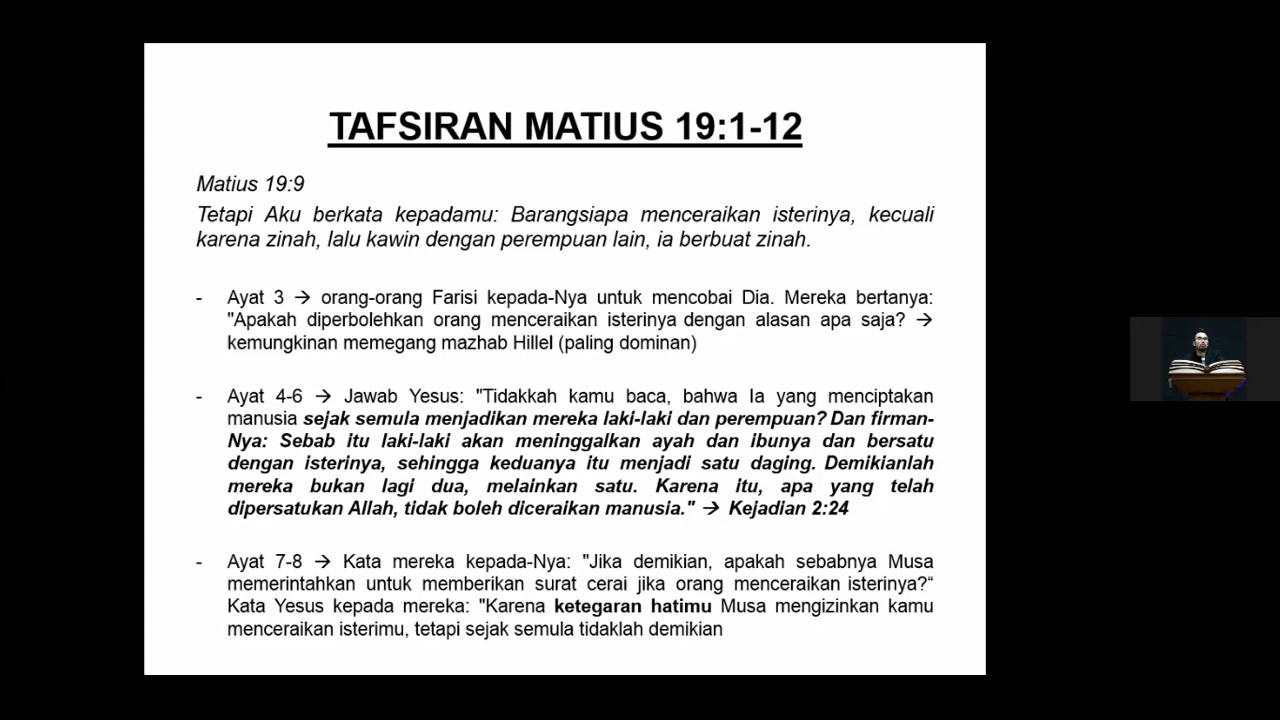 TAFSIRAN MATIUS 19:1-12
Matius 19:9
Tetapi Aku berkata kepadamu: Barangsiapa menceraikan isterinya, kecuali
karena zinah, lalu kawin dengan perempuan lain, ia berbuat zinah.
- Ayat 3 → orang-orang Farisi kepada-Nya untuk mencobai Dia. Mereka bertanya:
"Apakah diperbolehkan orang menceraikan isterinya dengan alasan apa saja? →
kemungkinan memegang mazhab Hillel (paling dominan)
- Ayat 4-6 → Jawab Yesus: "Tidakkah kamu baca, bahwa Ia yang menciptakan
manusia sejak semula menjadikan mereka laki-laki dan perempuan? Dan firman-
Nya: Sebab itu laki-laki akan meninggalkan ayah dan ibunya dan bersatu
dengan isterinya, sehingga keduanya itu menjadi satu daging. Demikianlah
mereka bukan lagi dua, melainkan satu. Karena itu, apa yang telah
dipersatukan Allah, tidak boleh diceraikan manusia." → Kejadian 2:24
- Ayat 7-8 → Kata mereka kepada-Nya: "Jika demikian, apakah sebabnya Musa
memerintahkan untuk memberikan surat cerai jika orang menceraikan isterinya?“
Kata Yesus kepada mereka: "Karena ketegaran hatimu Musa mengizinkan kamu
menceraikan isterimu, tetapi sejak semula tidaklah demikian